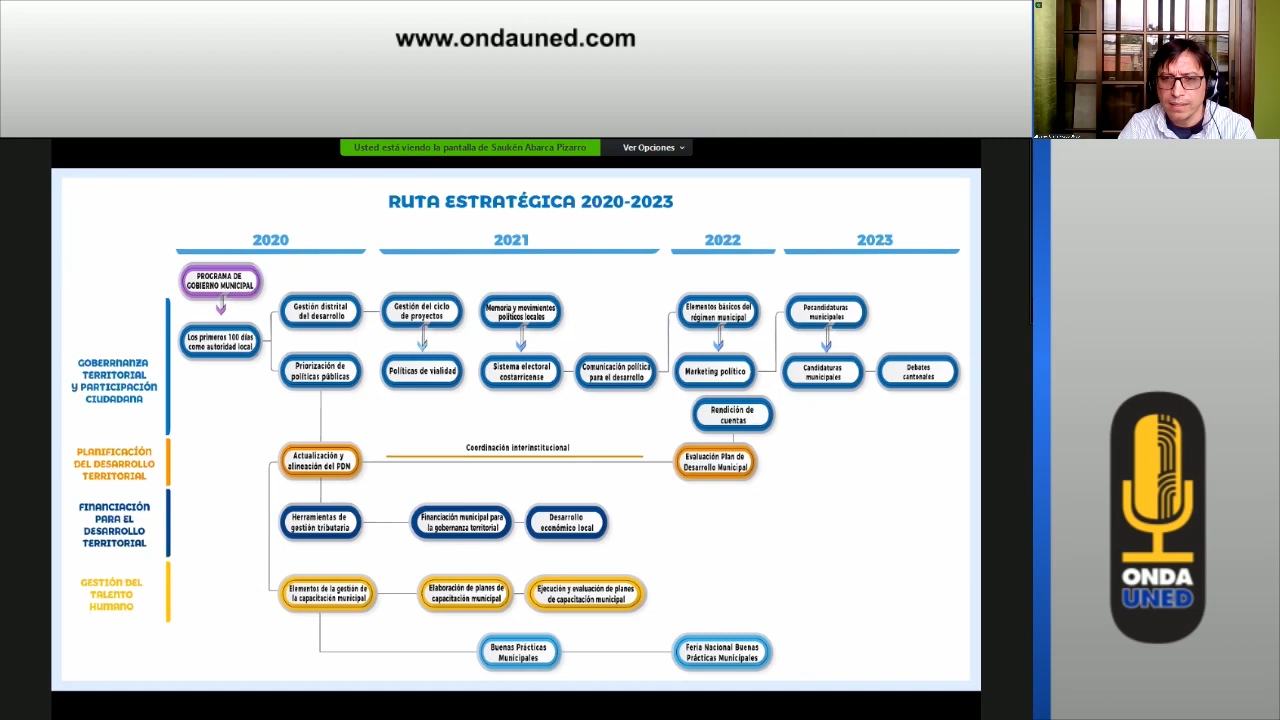 www.ondauned.com
Usted está viendo la pantalla de Saukén Abarca Pizarro
Ver Opciones
RUTA ESTRATÉGICA 2020-2023
2020
2021
2022
2023
PROGRAMA DE
GOBIERNO MUNICIPAL
Los primeros 100 días
como autoridad local
Gestión distrital
del desarrollo
Gestión del ciclo
de proyectos
Memoria y movimientos
políticos locales
Elementos básicos del
régimen municipal
Pecandidaturas
municipales
GOBERNANZA
TERRITORIAL
Y PARTICIPACIÓN
CIUDADANA
Priorización de
políticas públicas
Políticas de vialidad
Sistema electoral
costarricense
Comunicación política
para el desarrollo
Marketing político
Candidaturas
municipales
Debates
cantonales
Rendición de
cuentas
PLANIFICACIÓN
DEL DESARROLLO
TERRITORIAL
Actualización y
alineación del PDN
Coordinación interinstitucional
Evaluación Plan de
Desarrollo Municipal
FINANCIACIÓN
PARA EL
DESARROLLO
TERRITORIAL
Herramientas de
gestión tributaria
Financiación municipal para
la gobernanza territorial
Desarrollo
económico local
GESTIÓN DEL
TALENTO
HUMANO
Elementos de la gestión de
la capacitación municipal
Elaboración de planes de
capacitación municipal
Ejecución y evaluación de planes
de capacitación municipal
Buenas Prácticas
Municipales
Feria Nacional Buenas
Prácticas Municipales
ONDA
UNED